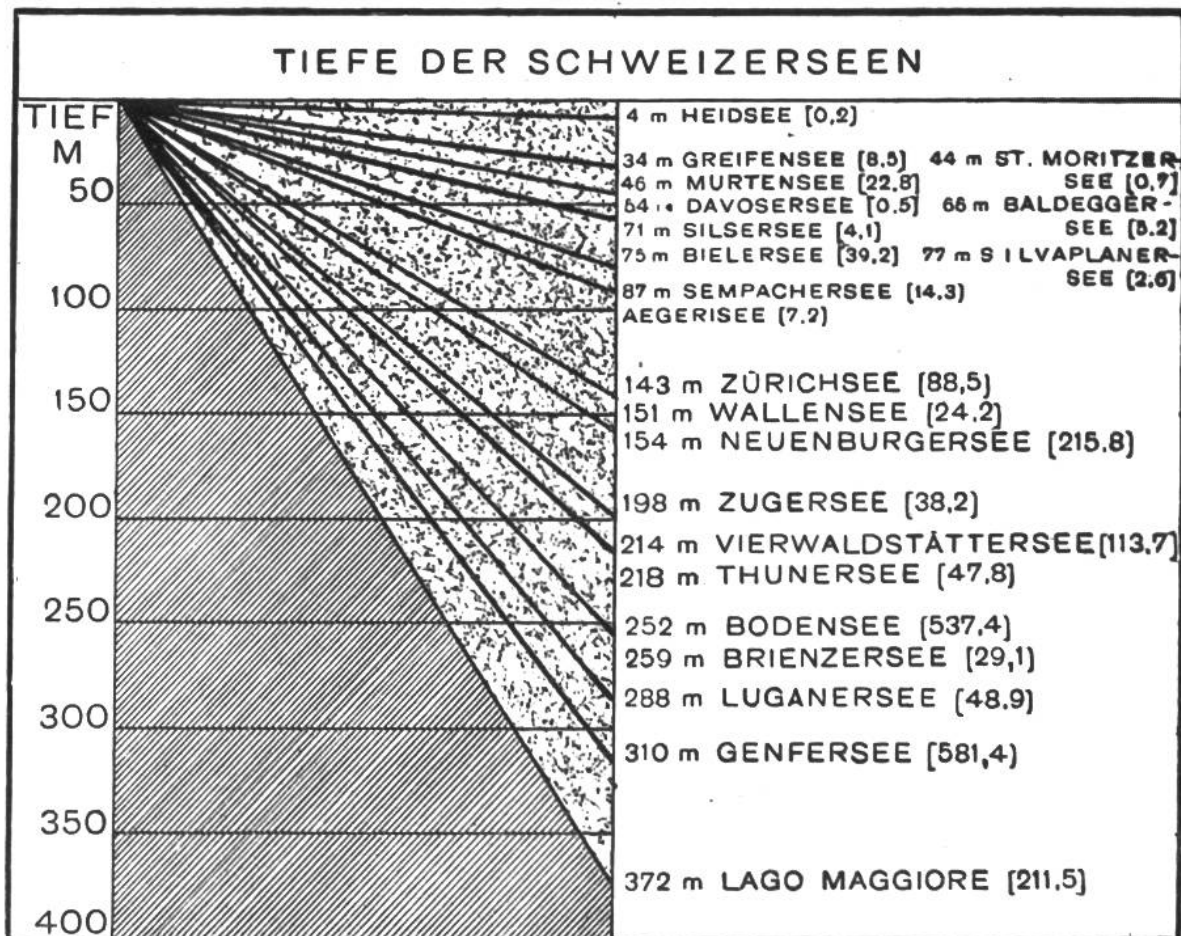 TIEFE DER SCHWEIZERSEEN
TIEF
M
50
100
150
200
250
300
350
400
4 m HEIDSEE [0,2]
34 m GREIFENSEE [8,5] 44 m ST. MORITZER-
SEE [0,7]
46 m MURTENSEE [22,8]
DAVOSERSEE [0,5] 66 m BALDEGGER-
SEE [5,2]
71 m SILSERSEE [4,1]
75 m BIELERSEE [39,2] 77 m SILVAPLANER-
SEE [2,6]
87 m SEMPACHERSEE [14,3]
AEGERISEE [7,2]
143 m ZÜRICHSEE [88,5]
151 m WALLENSEE [24,2]
154 m NEUENBURGERSEE [215,8]
198 m ZUGERSEE [38,2]
214 m VIERWALDSTÄTTERSEE [113,7]
218 m THUNERSEE [47,8]
252 m BODENSEE [537,4]
259 m BRIENZERSEE [29,1]
288 m LUGANERSEE [48,9]
310 m GENFERSEE [581,4]
372 m LAGO MAGGIORE [211,5]